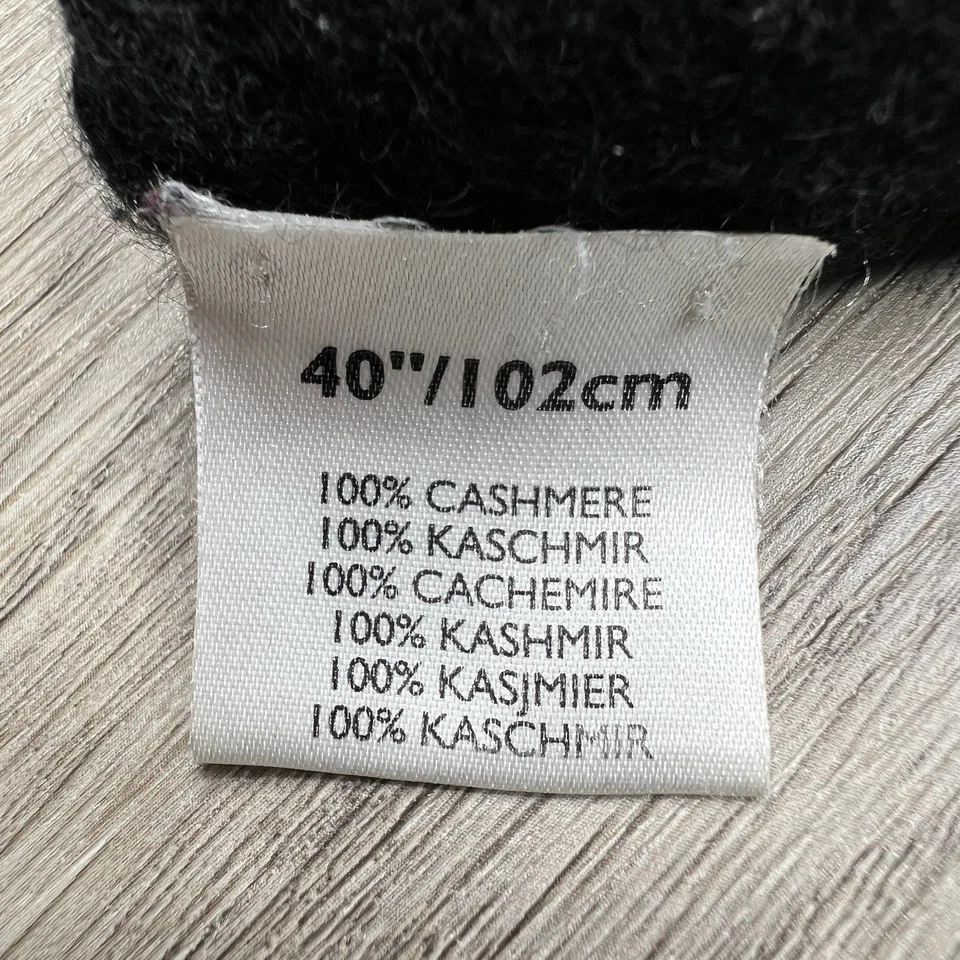 40"/102cm
100% CASHMERE
100% KASCHMIR
100% CACHEMIRE
100% KASHMIR
100% KASJMIER
100% KASCHMIR